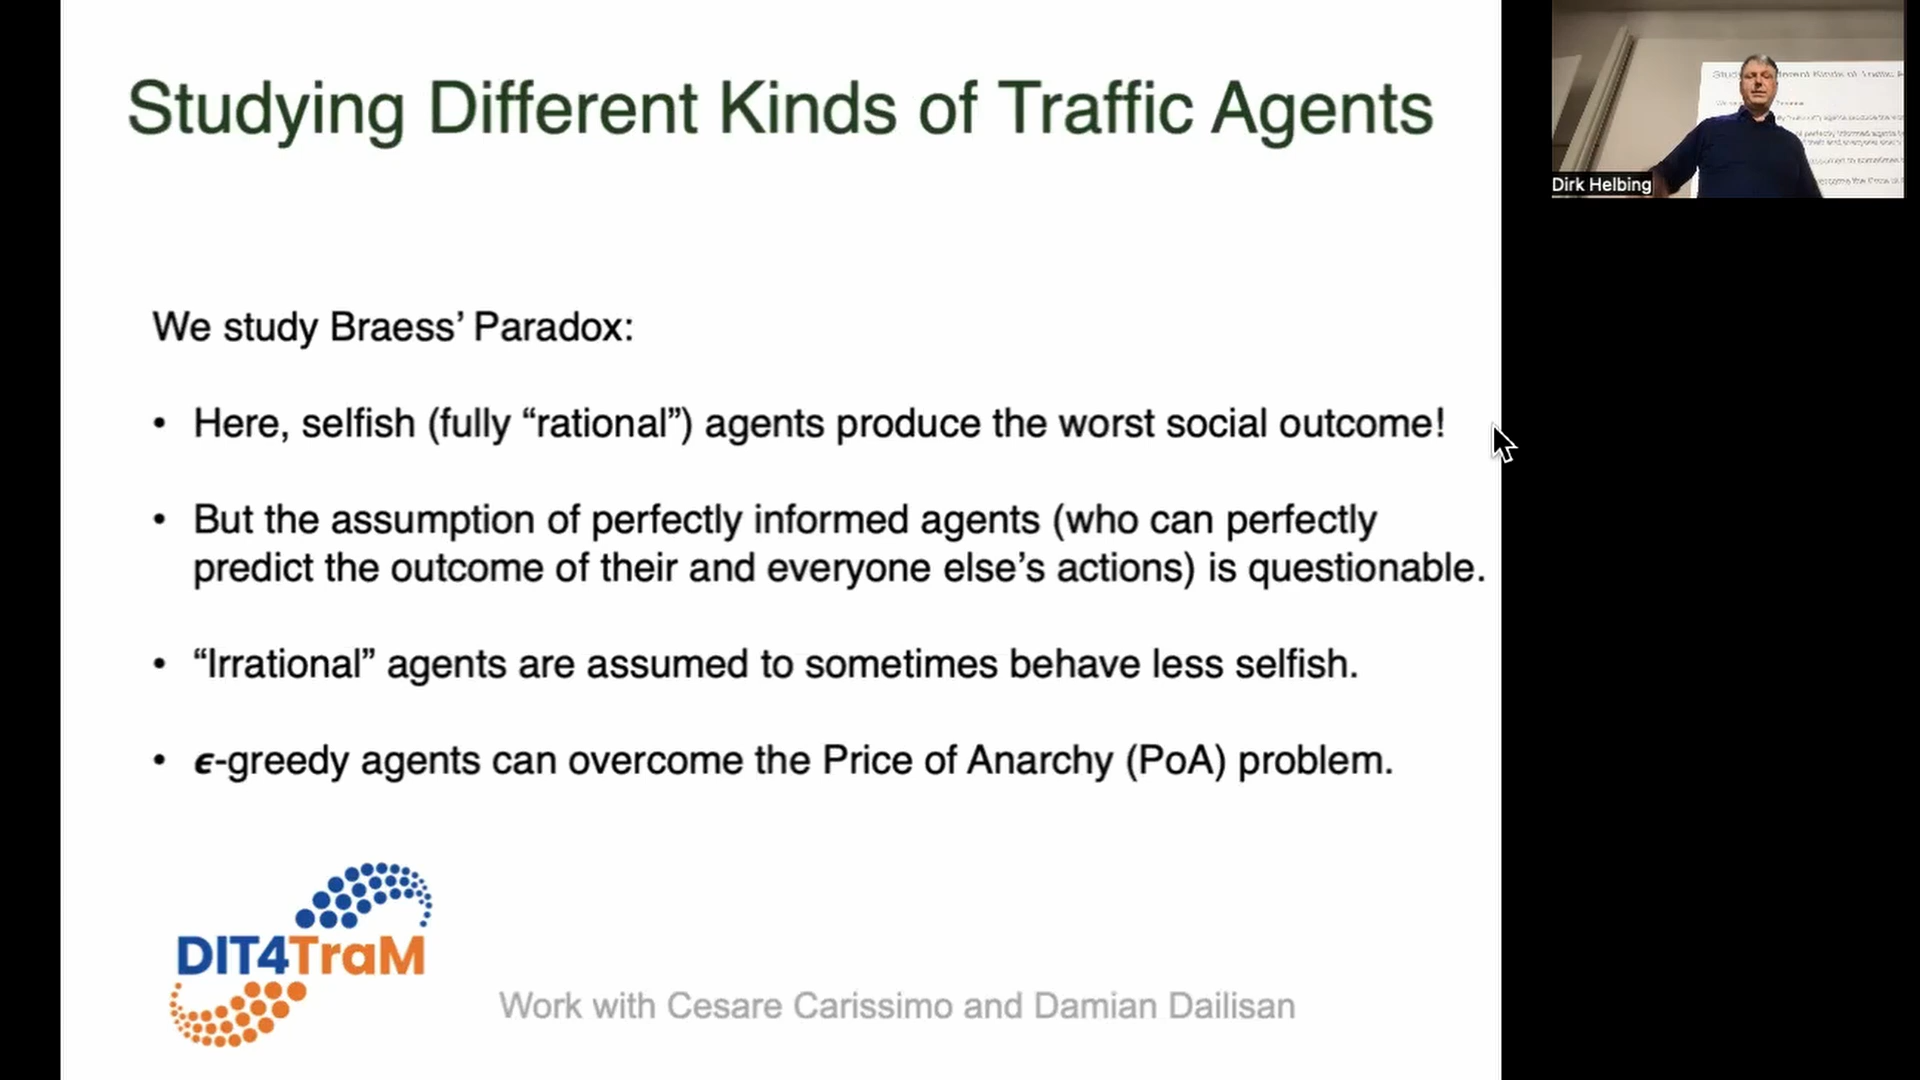 Studying Different Kinds of Traffic Agents
We study Braess’ Paradox:
• Here, selfish (fully “rational”) agents produce the worst social outcome!
• But the assumption of perfectly informed agents (who can perfectly
predict the outcome of their and everyone else’s actions) is questionable.
• “Irrational” agents are assumed to sometimes behave less selfish.
• ϵ-greedy agents can overcome the Price of Anarchy (PoA) problem.
DIT4TraM
Work with Cesare Carissimo and Damian Dailisan
Dirk Helbing